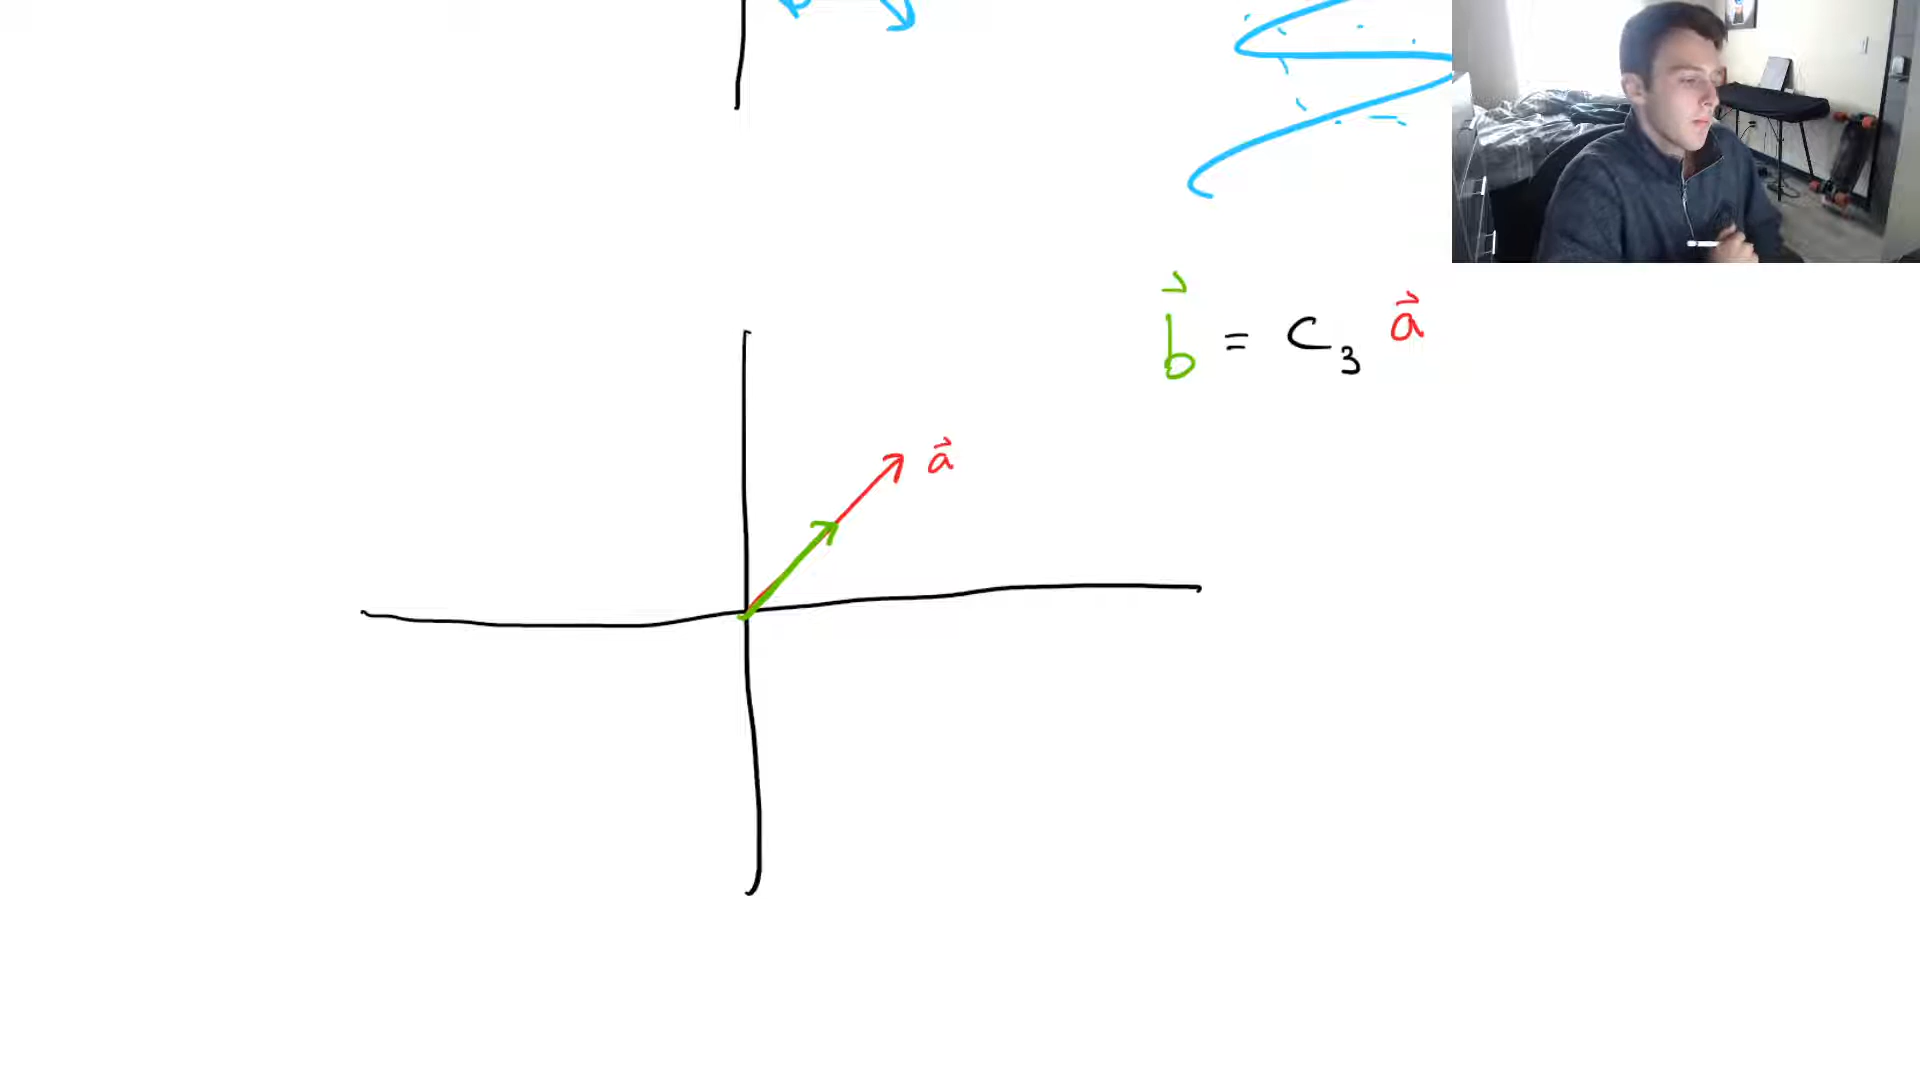 b⃗ = C₃ a⃗
a⃗